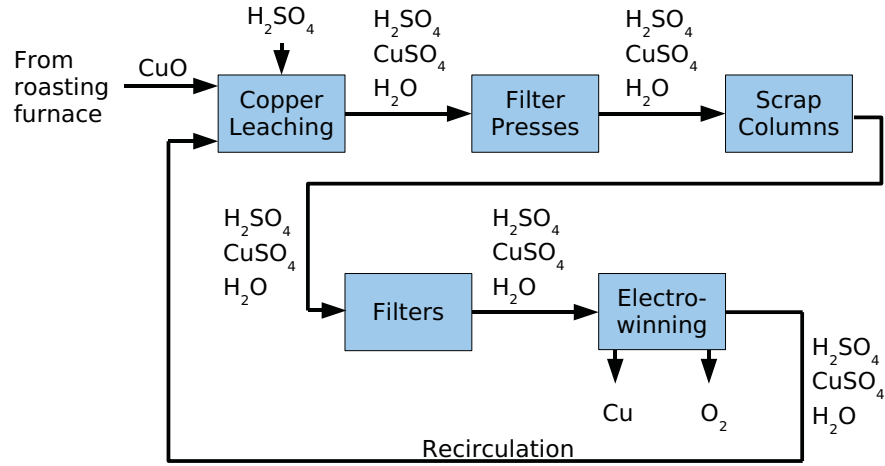 H₂SO₄
From
roasting
furnace
CuO
Copper
Leaching
H₂SO₄
CuSO₄
H₂O
Filter
Presses
H₂SO₄
CuSO₄
H₂O
Scrap
Columns
H₂SO₄
CuSO₄
H₂O
Filters
H₂SO₄
CuSO₄
H₂O
Electro-
winning
Cu
O₂
H₂SO₄
CuSO₄
H₂O
Recirculation